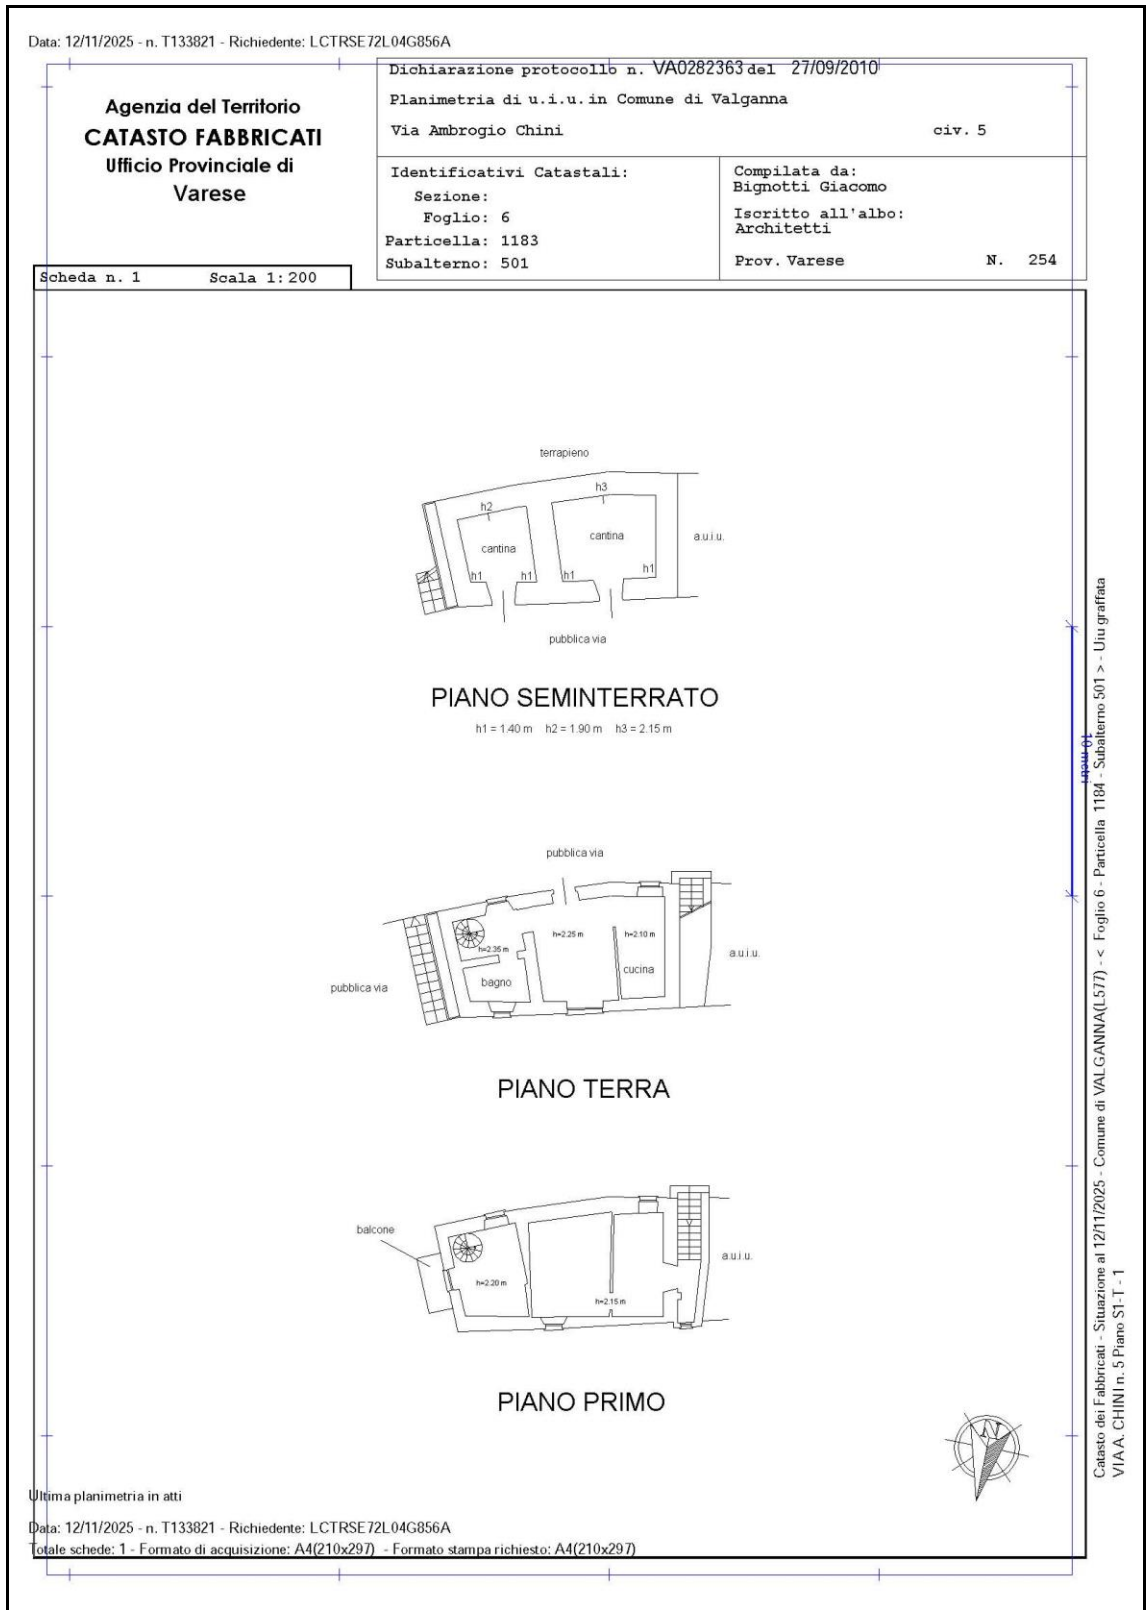 Data: 12/11/2025 - n. T133821 - Richiedente: LCTRSE72L04G856A
Agenzia del Territorio
CATASTO FABBRICATI
Ufficio Provinciale di
Varese
Dichiarazione protocollo n. VA0282363 del 27/09/2010
Planimetria di u.i.u. in Comune di Valganna
Via Ambrogio Chini civ. 5
Identificativi Catastali:
Sezione:
Foglio: 6
Particella: 1183
Subalterno: 501
Compilata da:
Bignotti Giacomo
Iscritto all'albo:
Architetti
Prov. Varese N. 254
Scheda n. 1 Scala 1:200
terrapieno
h3
h2
cantina
cantina
a.u.i.u.
h1 h1 h1 h1
pubblica via
PIANO SEMINTERRATO
h1 = 1.40 m h2 = 1.90 m h3 = 2.15 m
pubblica via
h=2.35 m
h=2.25 m
h=2.10 m
a.u.i.u.
cucina
bagno
pubblica via
PIANO TERRA
balcone
a.u.i.u.
h=2.20 m
h=2.15 m
PIANO PRIMO
N
10 metri
Catasto dei Fabbricati - Situazione al 12/11/2025 - Comune di VALGANNA(L577) - < Foglio 6 - Particella 1184 - Subalterno 501 > - Uiu graffata
VIA A. CHINI n. 5 Piano S1-T - 1
Ultima planimetria in atti
Data: 12/11/2025 - n. T133821 - Richiedente: LCTRSE72L04G856A
Totale schede: 1 - Formato di acquisizione: A4(210x297) - Formato stampa richiesto: A4(210x297)